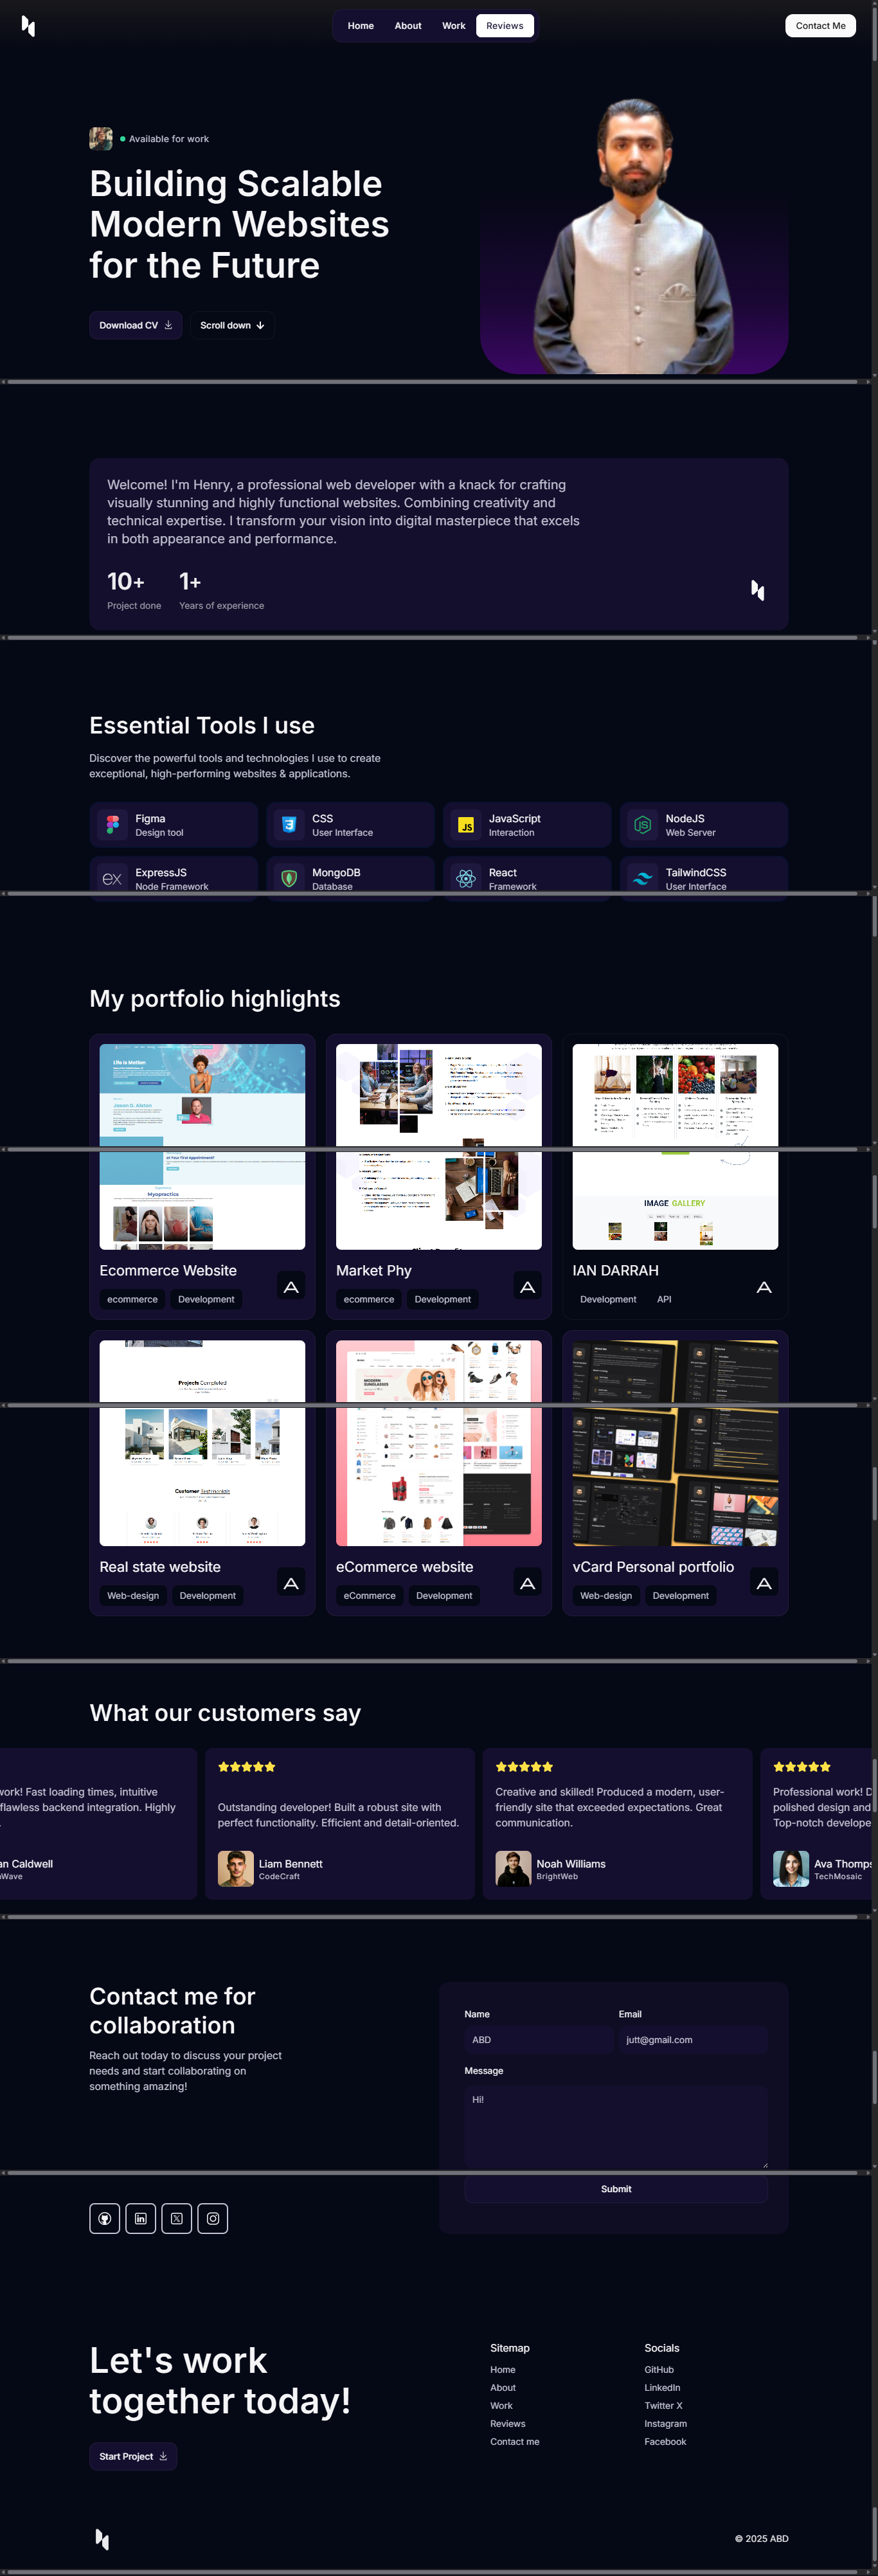 Home
About
Work
Reviews
Contact Me
Available for work
Building Scalable
Modern Websites
for the Future
Download CV
Scroll down
Welcome! I'm Henry, a professional web developer with a knack for crafting
visually stunning and highly functional websites. Combining creativity and
technical expertise. I transform your vision into digital masterpiece that excels
in both appearance and performance.
10+
Project done
1+
Years of experience
Essential Tools I use
Discover the powerful tools and technologies I use to create
exceptional, high-performing websites & applications.
Figma
Design tool
CSS
User Interface
JavaScript
Interaction
NodeJS
Web Server
ExpressJS
Node Framework
MongoDB
Database
React
Framework
TailwindCSS
User Interface
My portfolio highlights
Life is Motion
Myopractics
Ecommerce Website
ecommerce
Development
Market Phy
ecommerce
Development
IMAGE GALLERY
IAN DARRAH
Development
API
Projects Completed
Customer Testimonials
Real state website
Web-design
Development
MODERN
SUNGLASSES
eCommerce website
eCommerce
Development
vCard Personal portfolio
Web-design
Development
What our customers say
work! Fast loading times, intuitive
flawless backend integration. Highly
.
an Caldwell
Wave
Outstanding developer! Built a robust site with
perfect functionality. Efficient and detail-oriented.
Liam Bennett
CodeCraft
Creative and skilled! Produced a modern, user-
friendly site that exceeded expectations. Great
communication.
Noah Williams
BrightWeb
Professional work! D
polished design and
Top-notch develope
Ava Thomps
TechMosaic
Contact me for
collaboration
Reach out today to discuss your project
needs and start collaborating on
something amazing!
Name
Email
ABD
jutt@gmail.com
Message
Hi!
Submit
Let's work
together today!
Start Project
Sitemap
Home
About
Work
Reviews
Contact me
Socials
GitHub
LinkedIn
Twitter X
Instagram
Facebook
© 2025 ABD